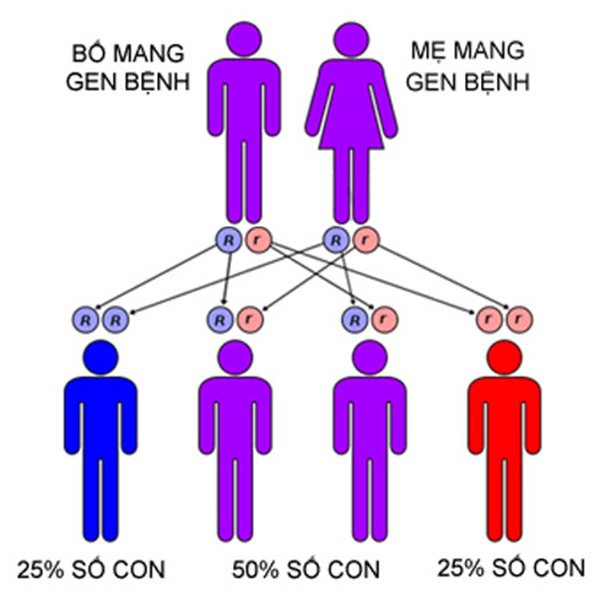 BỐ MANG
GEN BỆNH
MẸ MANG
GEN BỆNH
R r R r
R R R r R r r r
25% SỐ CON 50% SỐ CON 25% SỐ CON